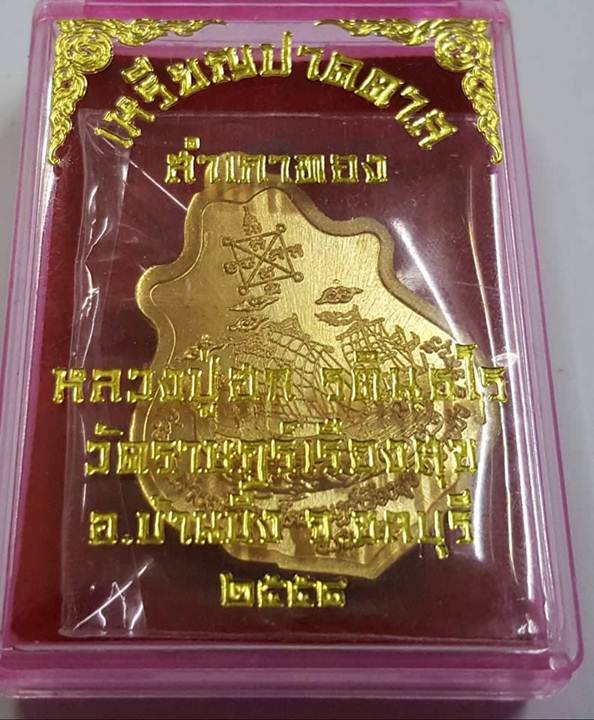 เหรียญปาดตาล
สำเภาทอง
หลวงปู่ฮก รตินฺธโร
วัดราษฎร์เรืองสุข
อ.บ้านบึง จ.ชลบุรี
๒๕๕๘